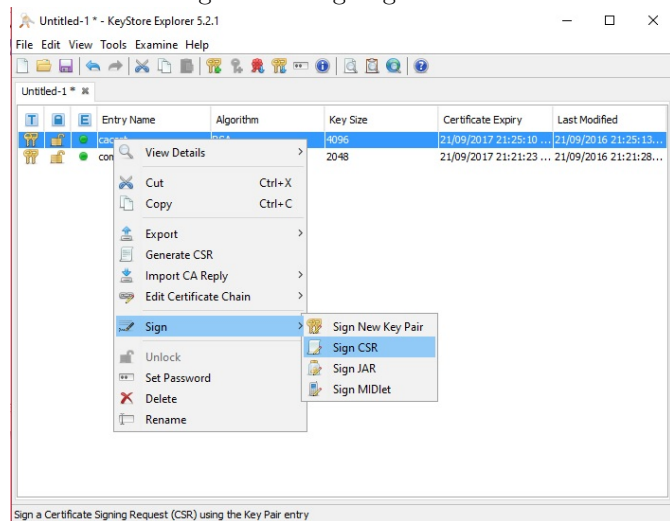 Untitled-1 * - KeyStore Explorer 5.2.1
File Edit View Tools Examine Help
Untitled-1 *
T E Entry Name Algorithm Key Size Certificate Expiry Last Modified
4096 21/09/2017 21:25:10 ... 21/09/2016 21:25:13...
2048 21/09/2017 21:21:23 ... 21/09/2016 21:21:28...
View Details
Cut Ctrl+X
Copy Ctrl+C
Export
Generate CSR
Import CA Reply
Edit Certificate Chain
Sign
Unlock
Set Password
Delete
Rename
Sign New Key Pair
Sign CSR
Sign JAR
Sign MIDlet
Sign a Certificate Signing Request (CSR) using the Key Pair entry